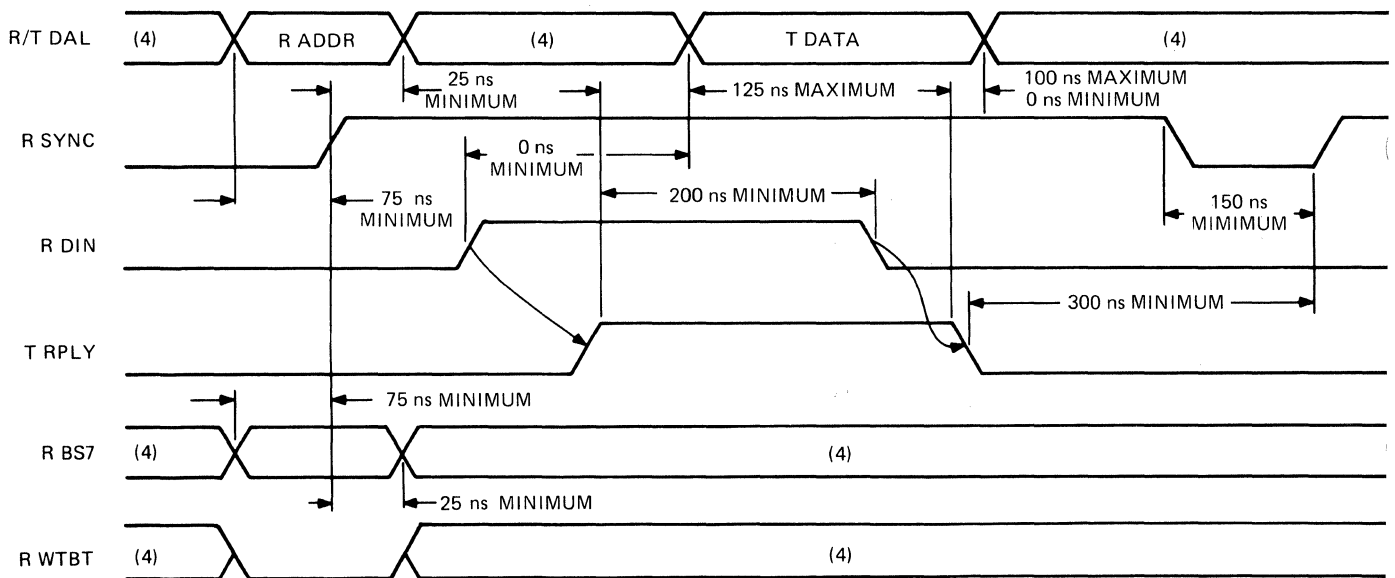 R/T DAL (4) R ADDR (4) T DATA (4)
25 ns
MINIMUM
125 ns MAXIMUM
100 ns MAXIMUM
0 ns MINIMUM
R SYNC
0 ns
MINIMUM
75 ns
MINIMUM
200 ns MINIMUM
150 ns
MIMIMUM
R DIN
300 ns MINIMUM
T RPLY
75 ns MINIMUM
R BS7 (4) (4)
25 ns MINIMUM
R WTBT (4) (4)